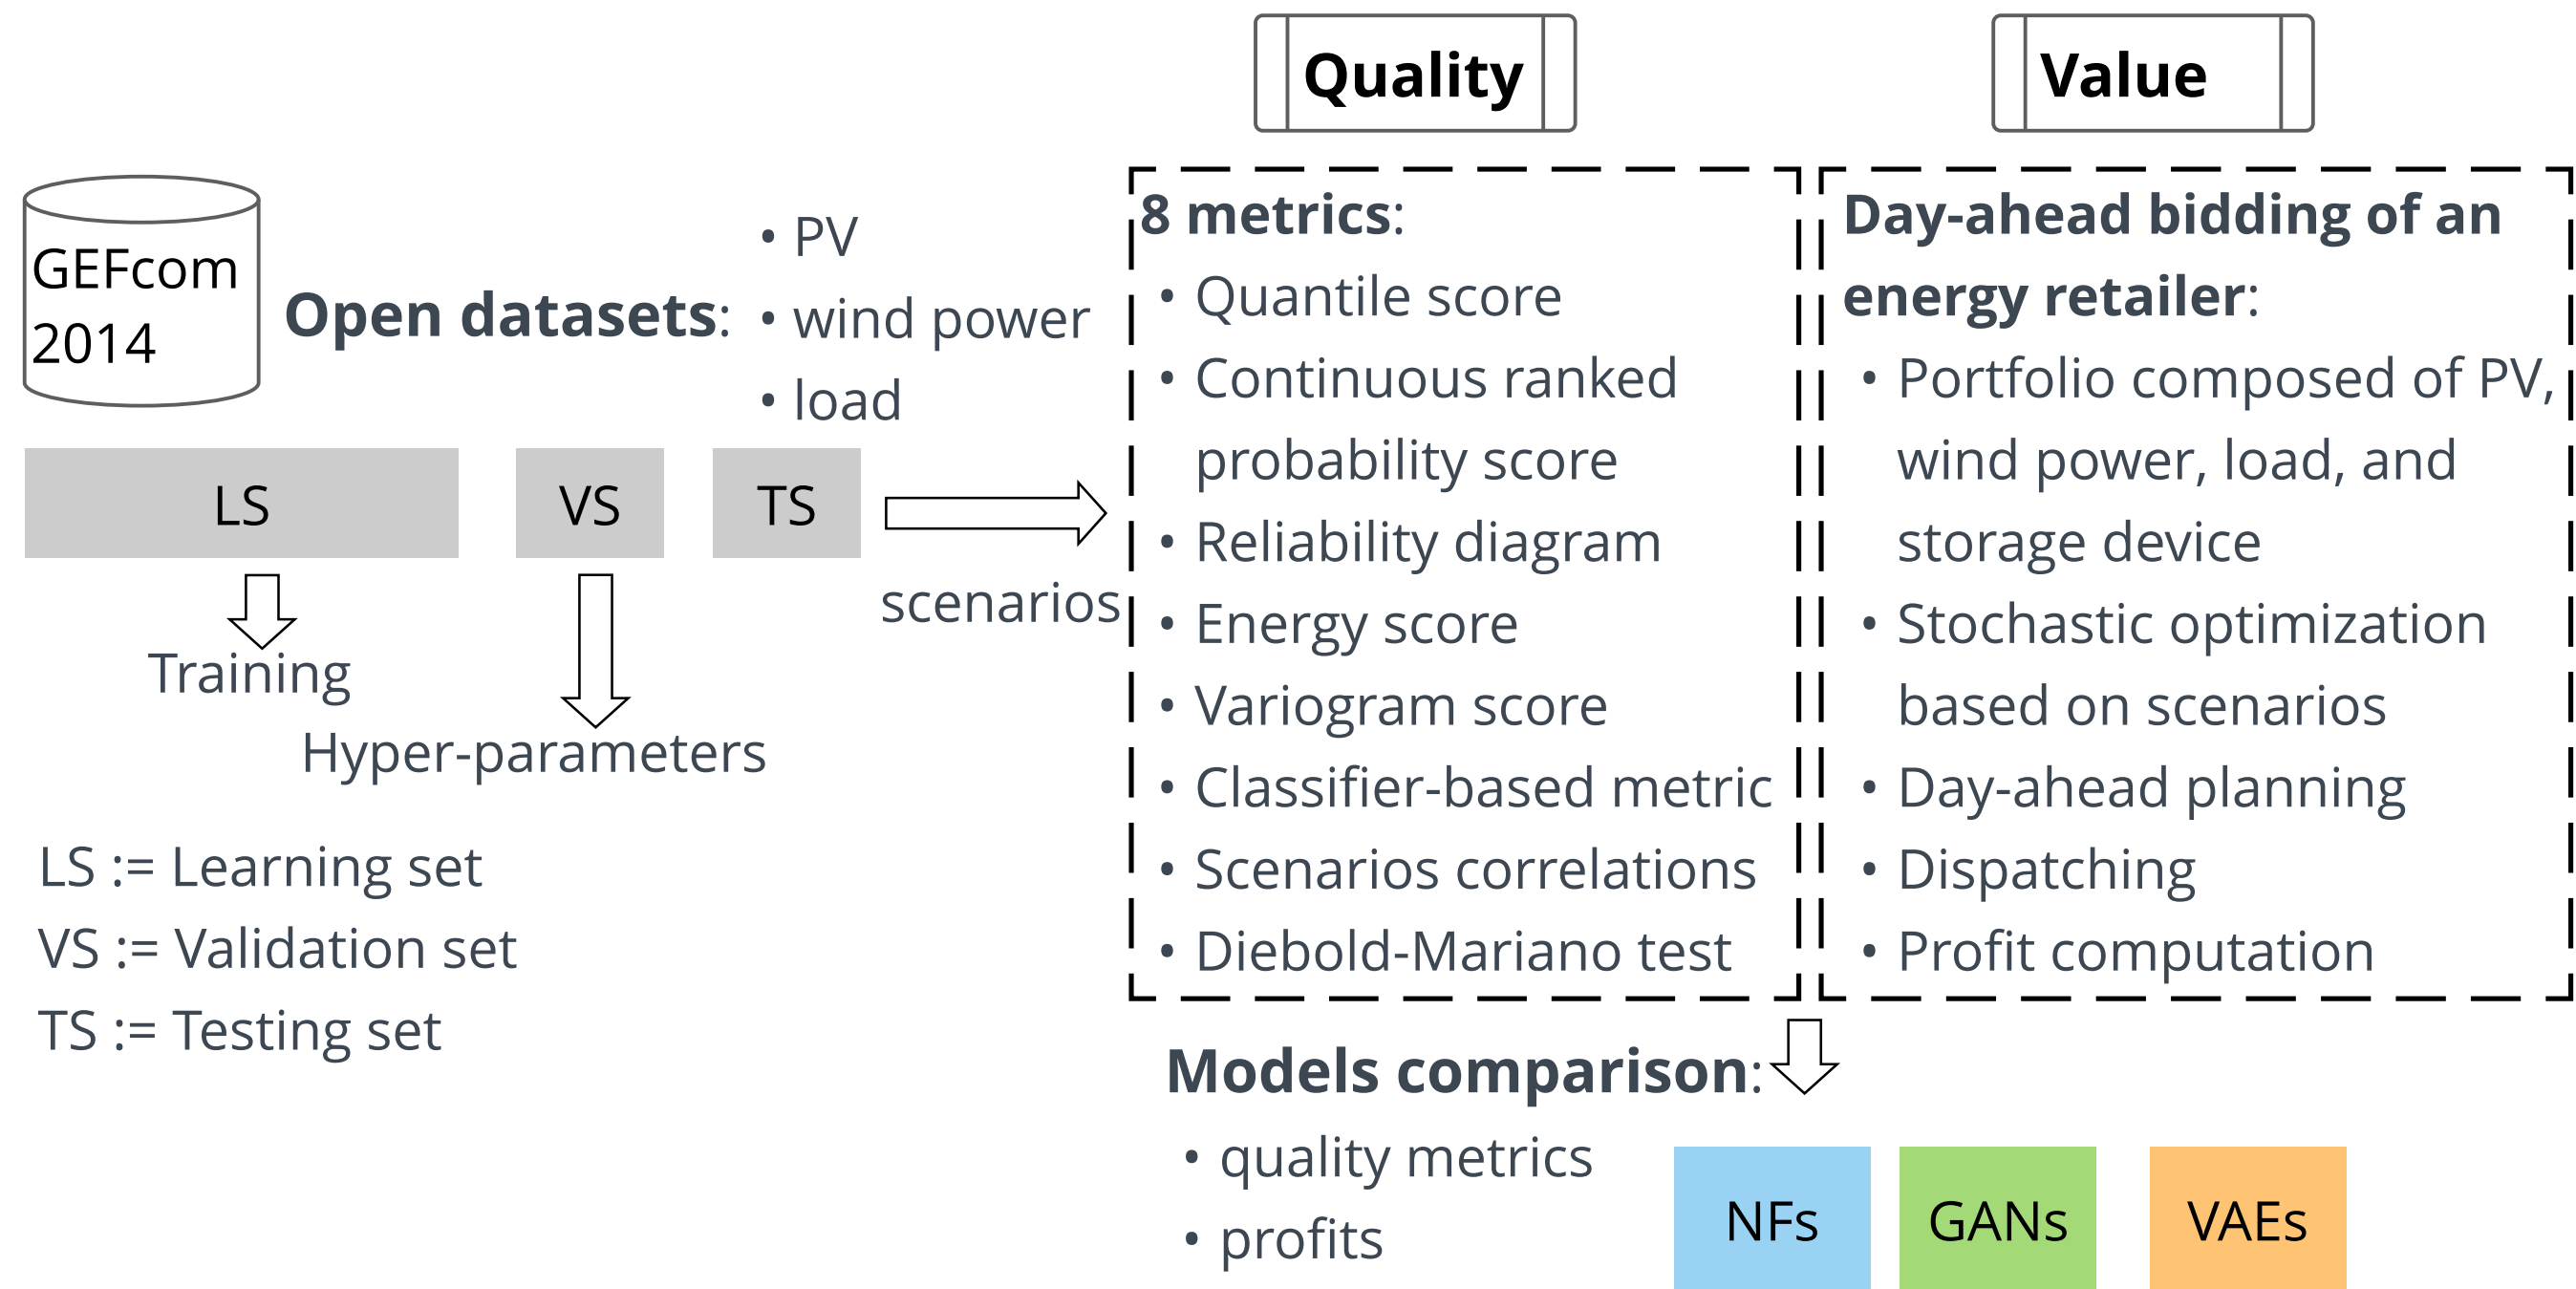 Quality
Value
GEFcom
2014
Open datasets:
• PV
• wind power
• load
LS
VS
TS
scenarios
Training
Hyper-parameters
LS := Learning set
VS := Validation set
TS := Testing set
8 metrics:
• Quantile score
• Continuous ranked
probability score
• Reliability diagram
• Energy score
• Variogram score
• Classifier-based metric
• Scenarios correlations
• Diebold-Mariano test
Day-ahead bidding of an
energy retailer:
• Portfolio composed of PV,
wind power, load, and
storage device
• Stochastic optimization
based on scenarios
• Day-ahead planning
• Dispatching
• Profit computation
Models comparison:
• quality metrics
• profits
NFs
GANs
VAEs